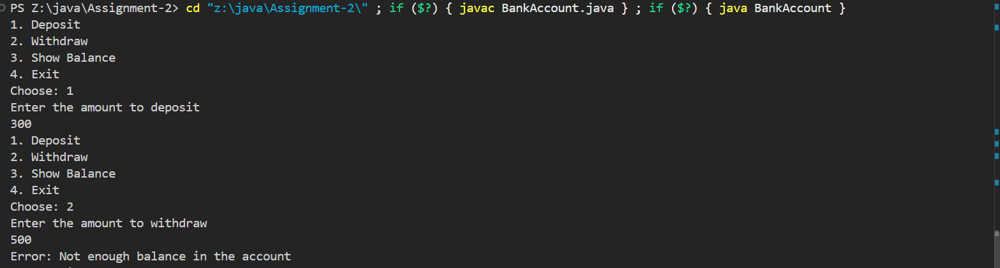 PS Z:\java\Assignment-2> cd "z:\java\Assignment-2\" ; if ($?) { javac BankAccount.java } ; if ($?) { java BankAccount }
1. Deposit
2. Withdraw
3. Show Balance
4. Exit
Choose: 1
Enter the amount to deposit
300
1. Deposit
2. Withdraw
3. Show Balance
4. Exit
Choose: 2
Enter the amount to withdraw
500
Error: Not enough balance in the account